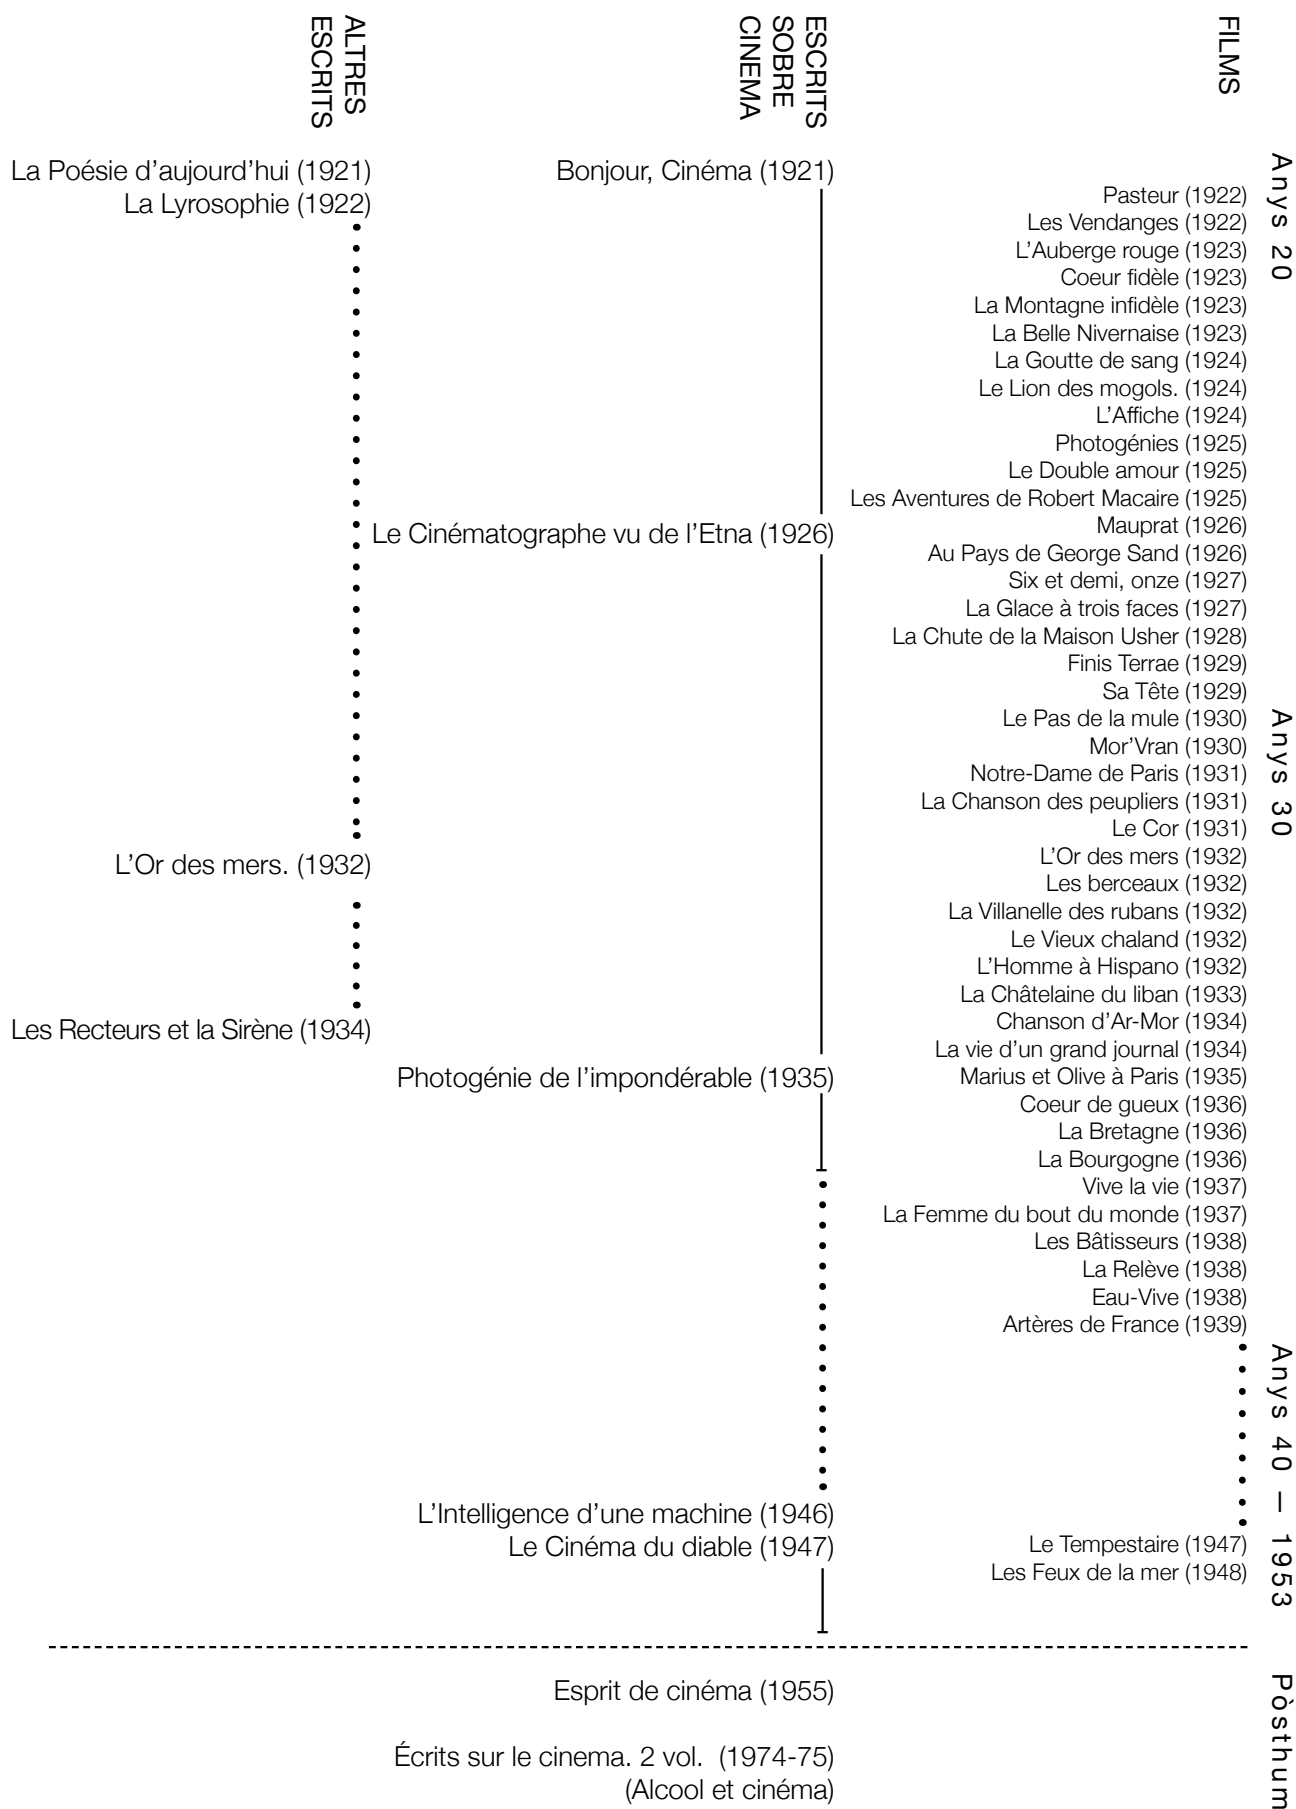 ALTRES
ESCRITS
La Poésie d’aujourd’hui (1921)
La Lyrosophie (1922)
L’Or des mers. (1932)
Les Recteurs et la Sirène (1934)
ESCRITS
SOBRE
CINEMA
Bonjour, Cinéma (1921)
Le Cinématographe vu de l’Etna (1926)
Photogénie de l’impondérable (1935)
L’Intelligence d’une machine (1946)
Le Cinéma du diable (1947)
Esprit de cinéma (1955)
Écrits sur le cinema. 2 vol. (1974-75)
(Alcool et cinéma)
FILMS
Pasteur (1922)
Les Vendanges (1922)
L’Auberge rouge (1923)
Coeur fidèle (1923)
La Montagne infidèle (1923)
La Belle Nivernaise (1923)
La Goutte de sang (1924)
Le Lion des mogols. (1924)
L’Affiche (1924)
Photogénies (1925)
Le Double amour (1925)
Les Aventures de Robert Macaire (1925)
Mauprat (1926)
Au Pays de George Sand (1926)
Six et demi, onze (1927)
La Glace à trois faces (1927)
La Chute de la Maison Usher (1928)
Finis Terrae (1929)
Sa Tête (1929)
Le Pas de la mule (1930)
Mor’Vran (1930)
Notre-Dame de Paris (1931)
La Chanson des peupliers (1931)
Le Cor (1931)
L’Or des mers (1932)
Les berceaux (1932)
La Villanelle des rubans (1932)
Le Vieux chaland (1932)
L’Homme à Hispano (1932)
La Châtelaine du liban (1933)
Chanson d’Ar-Mor (1934)
La vie d’un grand journal (1934)
Marius et Olive à Paris (1935)
Coeur de gueux (1936)
La Bretagne (1936)
La Bourgogne (1936)
Vive la vie (1937)
La Femme du bout du monde (1937)
Les Bâtisseurs (1938)
La Relève (1938)
Eau-Vive (1938)
Artères de France (1939)
Le Tempestaire (1947)
Les Feux de la mer (1948)
Anys 20
Anys 30
Anys 40 — 1953
Pòsthum